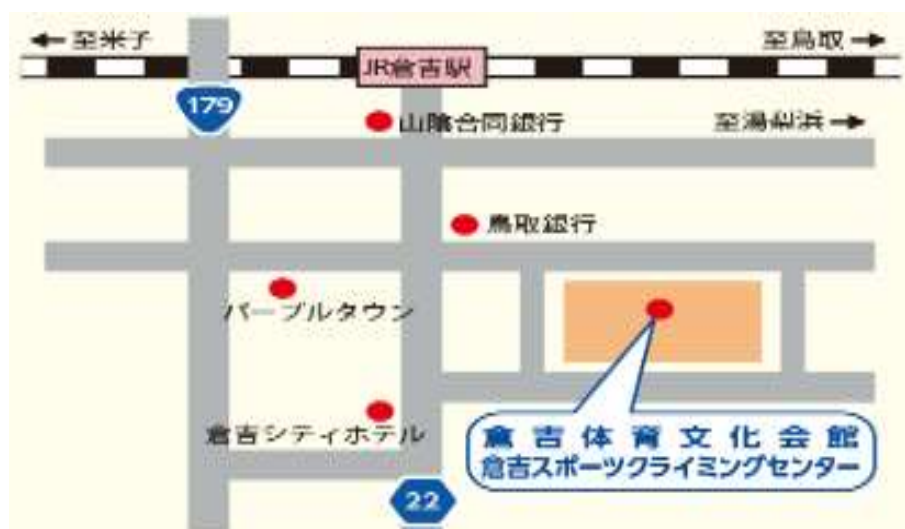 ←至米子
至鳥取→
JR倉吉駅
179
山陰合同銀行
至湯梨浜→
鳥取銀行
パープルタウン
倉吉シティホテル
倉吉体育文化会館
倉吉スポーツクライミングセンター
22